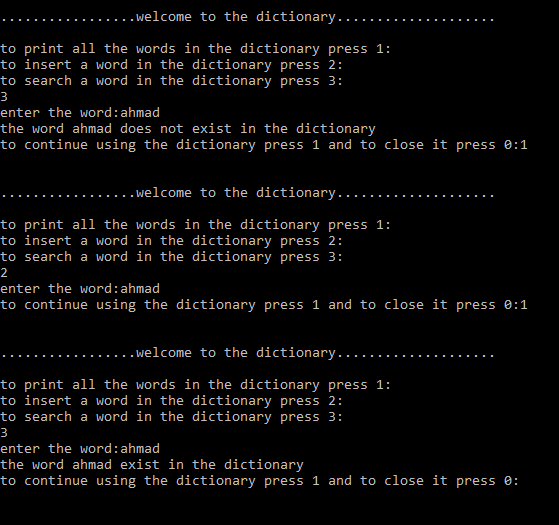 .................welcome to the dictionary....................
to print all the words in the dictionary press 1:
to insert a word in the dictionary press 2:
to search a word in the dictionary press 3:
3
enter the word:ahmad
the word ahmad does not exist in the dictionary
to continue using the dictionary press 1 and to close it press 0:1
.................welcome to the dictionary....................
to print all the words in the dictionary press 1:
to insert a word in the dictionary press 2:
to search a word in the dictionary press 3:
2
enter the word:ahmad
to continue using the dictionary press 1 and to close it press 0:1
.................welcome to the dictionary....................
to print all the words in the dictionary press 1:
to insert a word in the dictionary press 2:
to search a word in the dictionary press 3:
3
enter the word:ahmad
the word ahmad exist in the dictionary
to continue using the dictionary press 1 and to close it press 0: